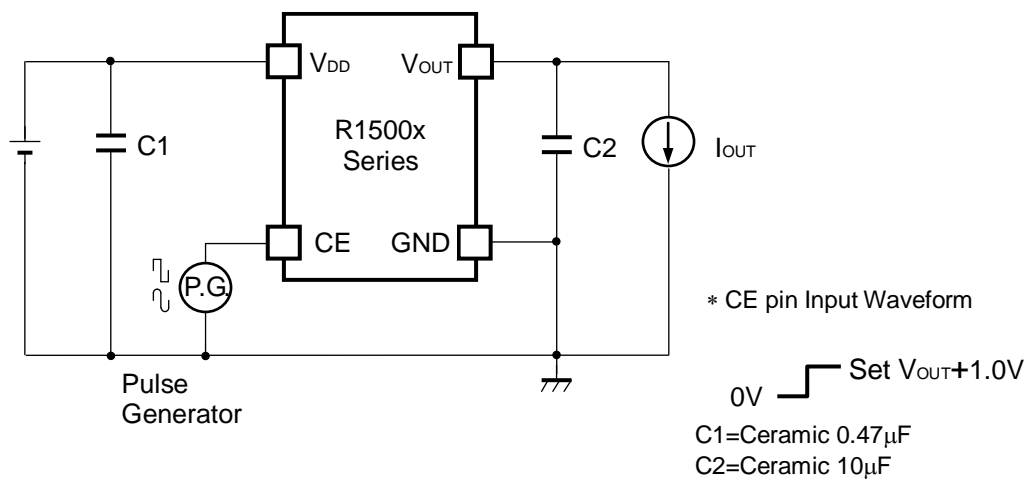 VDD
VOUT
R1500x
Series
C1
C2
IOUT
CE
GND
P.G.
∗ CE pin Input Waveform
Pulse
Generator
0V
Set VOUT+1.0V
C1=Ceramic 0.47μF
C2=Ceramic 10μF